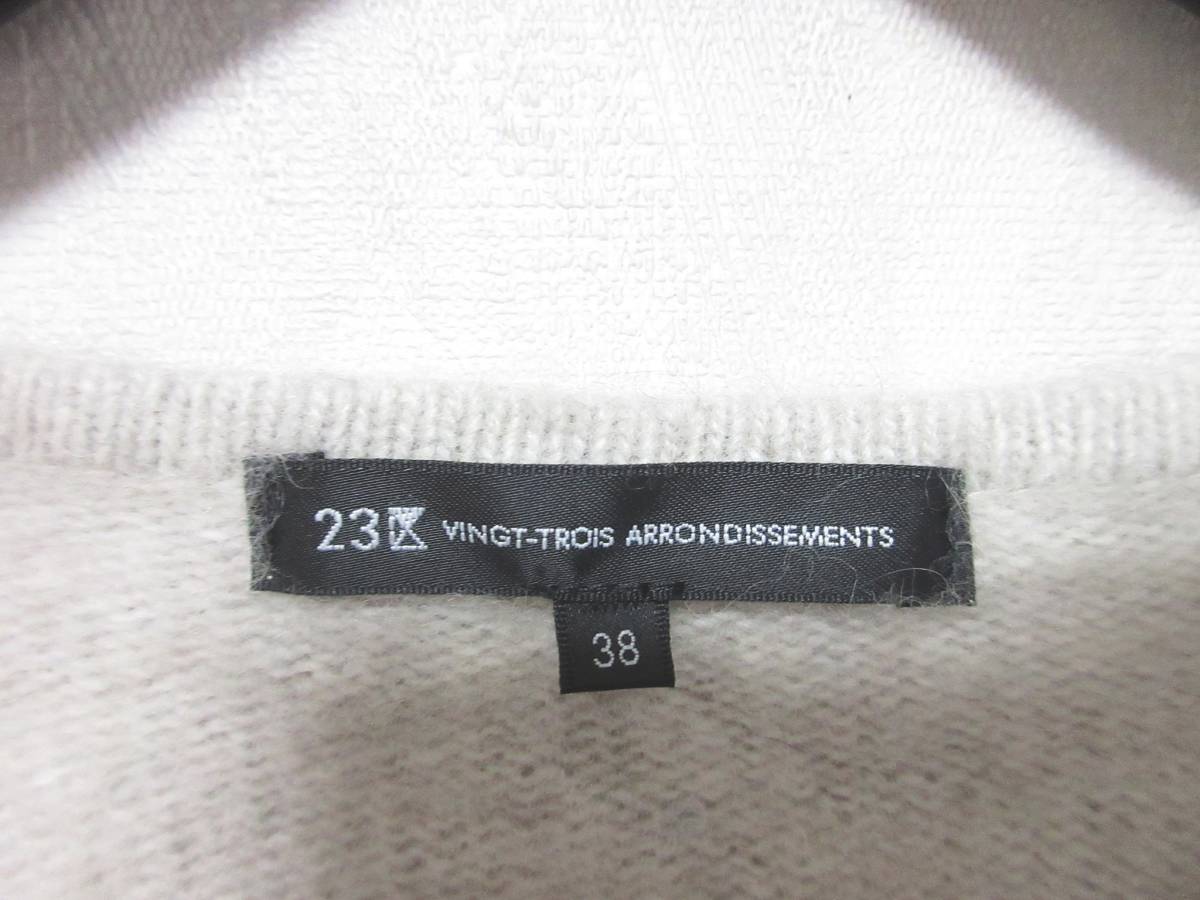 23区 VINGT-TROIS ARRONDISSEMENTS
38